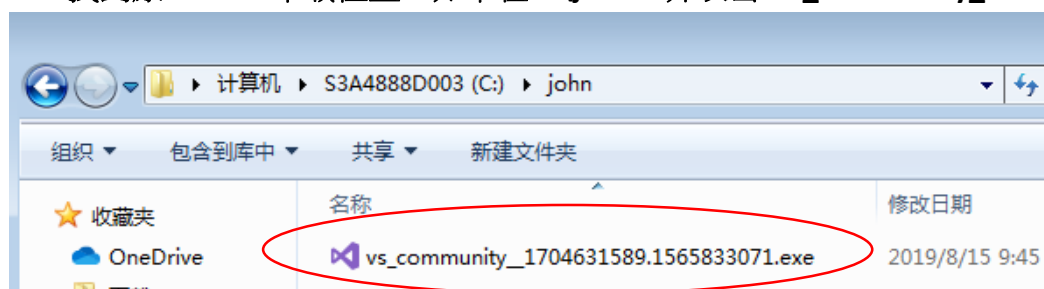 计算机 S3A4888D003 (C:) john
组织 包含到库中 共享 新建文件夹
收藏夹 名称 修改日期
OneDrive vs_community__1704631589.1565833071.exe 2019/8/15 9:45